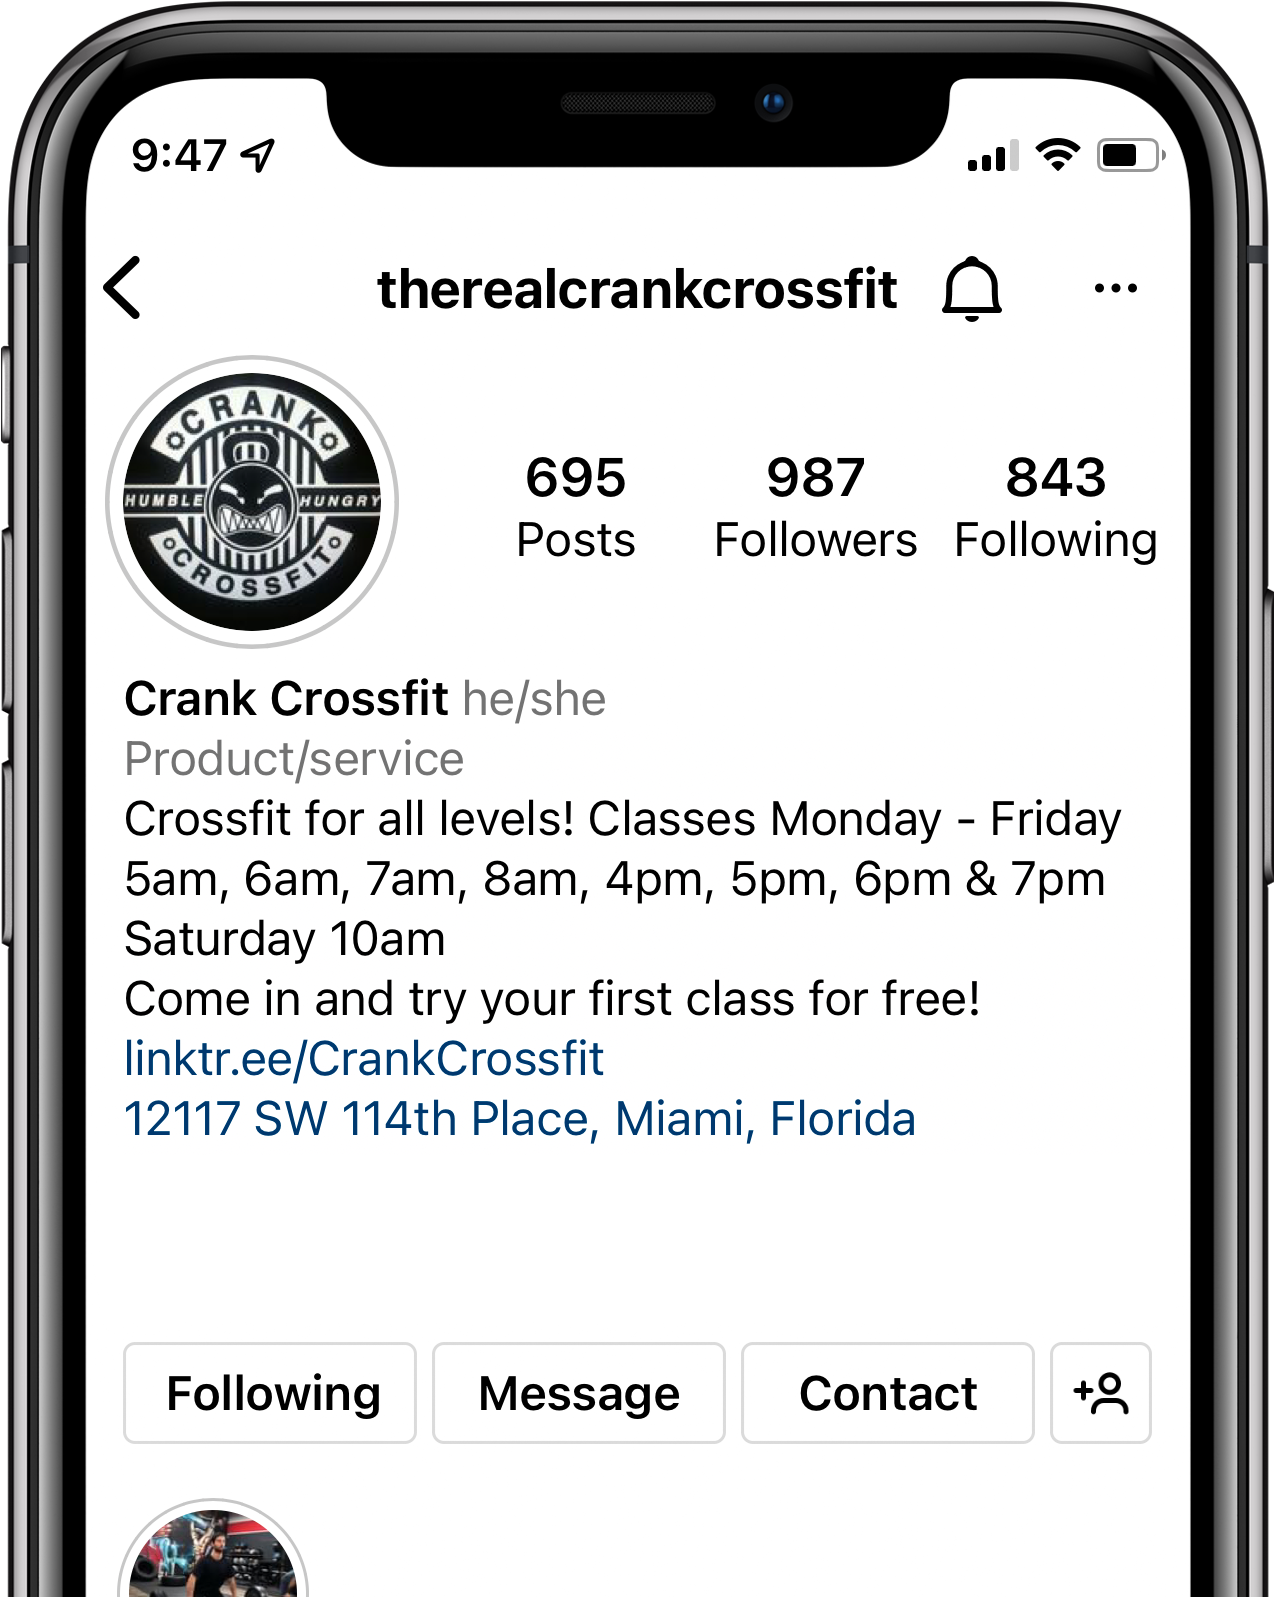 9:47
therealcrankcrossfit
CRANK
HUMBLE HUNGRY
CROSSFIT
695 987 843
Posts Followers Following
Crank Crossfit he/she
Product/service
Crossfit for all levels! Classes Monday - Friday
5am, 6am, 7am, 8am, 4pm, 5pm, 6pm & 7pm
Saturday 10am
Come in and try your first class for free!
linktr.ee/CrankCrossfit
12117 SW 114th Place, Miami, Florida
Following Message Contact